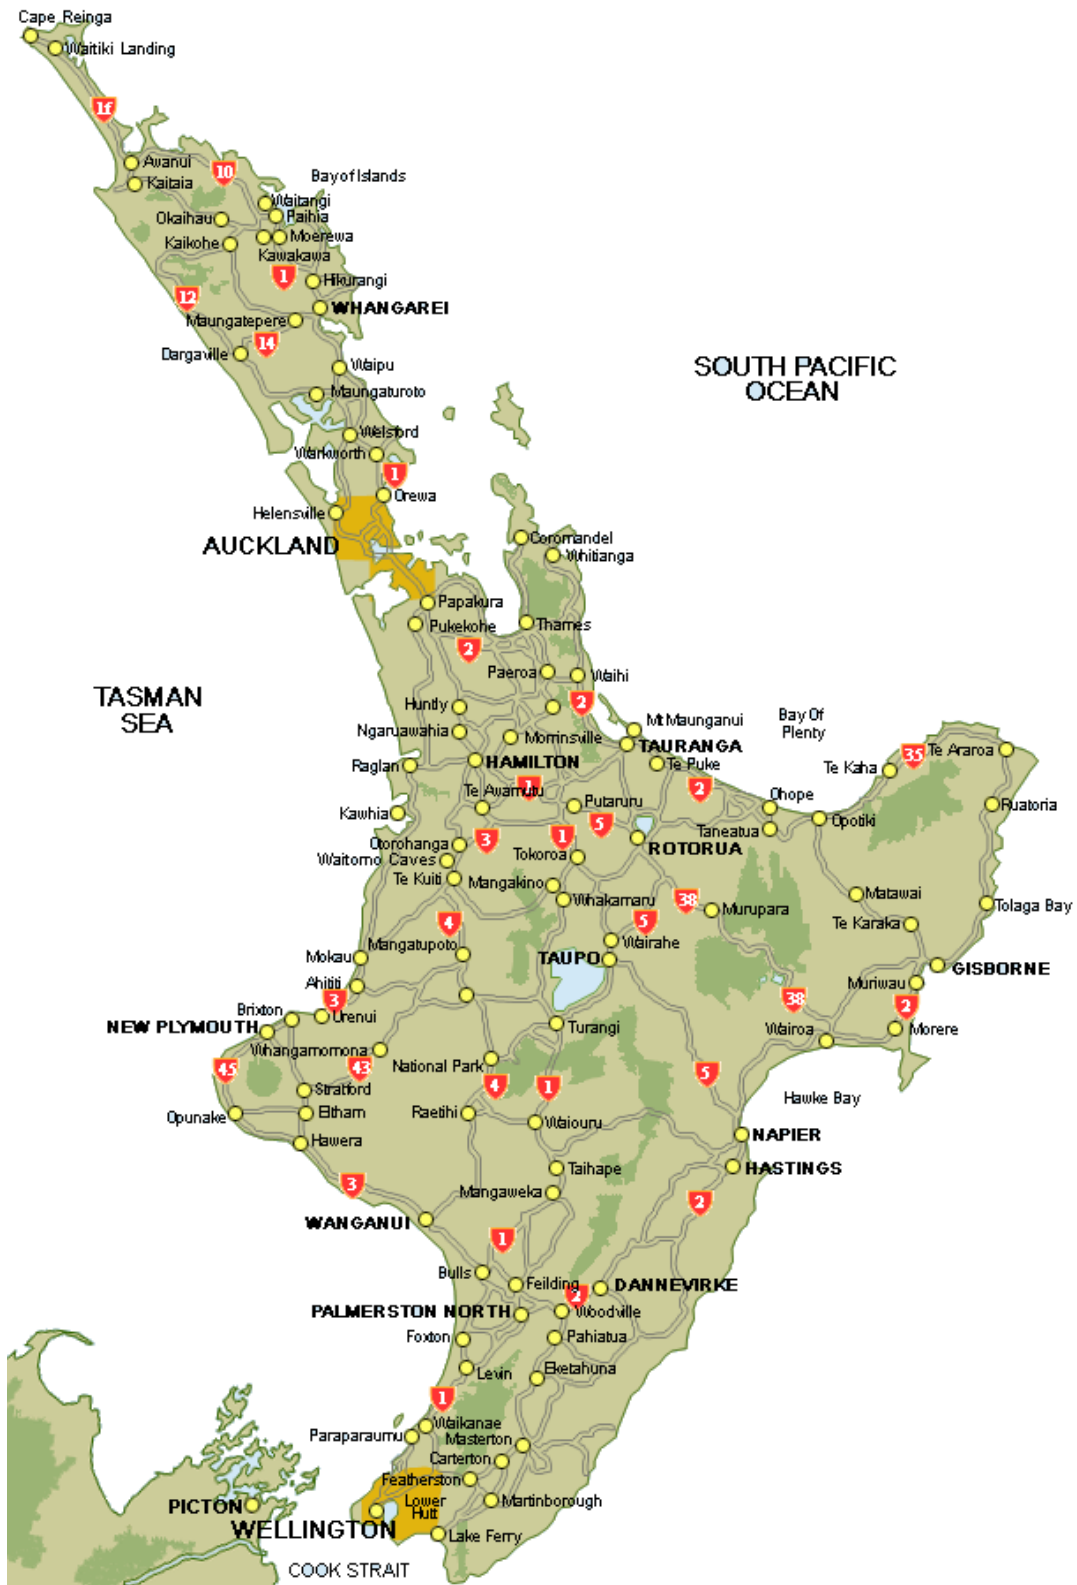 Cape Reinga
Waitiki Landing
1f
Awanui
10
Kaitaia
Bay of Islands
Waitangi
Okaihau
Paihia
Kaikohe
Moerewa
Kawakawa
1
Hikurangi
12
WHANGAREI
Maungatepere
14
Dargaville
Waipu
SOUTH PACIFIC
OCEAN
Maungaturoto
Welsford
Warkworth
1
Orewa
Helensville
AUCKLAND
Coromandel
Whitianga
Papakura
Pukekohe
Thames
2
Paeroa
Waihi
TASMAN
SEA
Huntly
2
Ngaruawahia
Morrinsville
Mt Maunganui
Bay Of
Plenty
TAURANGA
Te Araroa
35
Raglan
HAMILTON
Te Puke
Te Kaha
1
2
Te Awamutu
Putaruru
Ohope
Ruatoria
Kawhia
5
Taneatua
Opotiki
Otorohanga
3
1
ROTORUA
Waitomo Caves
Tokoroa
Te Kuiti
Mangakino
Whakamaru
38
Murupara
Matawai
Tolaga Bay
4
5
Te Karaka
Mangatupoto
Wairahe
Mokau
TAUPO
GISBORNE
Ahititi
Muriwau
3
38
2
Brixton
Urenui
NEW PLYMOUTH
Turangi
Wairoa
Morere
Whangamomona
45
43
National Park
5
4
1
Stratford
Hawke Bay
Opunake
Eltham
Raetihi
Waiouru
Hawera
NAPIER
Taihape
HASTINGS
3
Mangaweka
2
WANGANUI
1
Bulls
Feilding
DANNEVIRKE
2
PALMERSTON NORTH
Woodville
Foxton
Pahiatua
Levin
Eketahuna
1
Waikanae
Paraparaumu
Masterton
Carterton
Featherston
PICTON
Lower
Hutt
Martinborough
WELLINGTON
Lake Ferry
COOK STRAIT